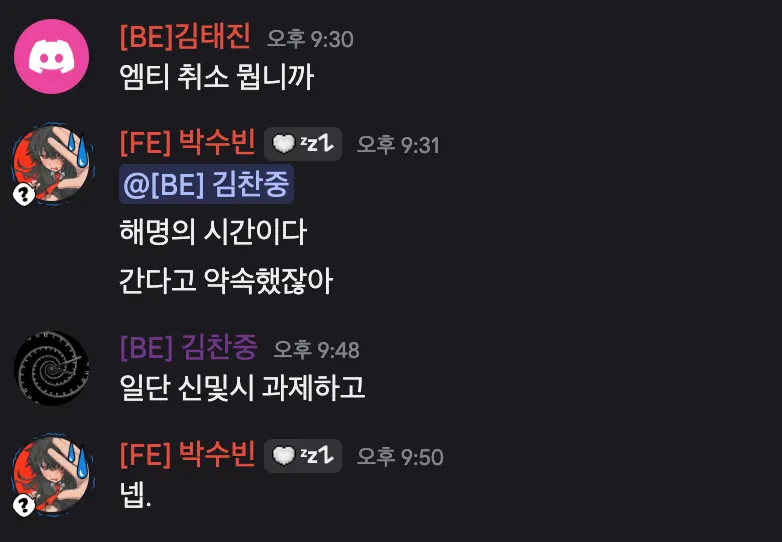 [BE]김태진 오후 9:30
엠티 취소 뭡니까
[FE] 박수빈 🤍 ᶻz𝗓 오후 9:31
@[BE] 김찬중
해명의 시간이다
간다고 약속했잖아
[BE] 김찬중 오후 9:48
일단 신및시 과제하고
[FE] 박수빈 🤍 ᶻz𝗓 오후 9:50
넵.